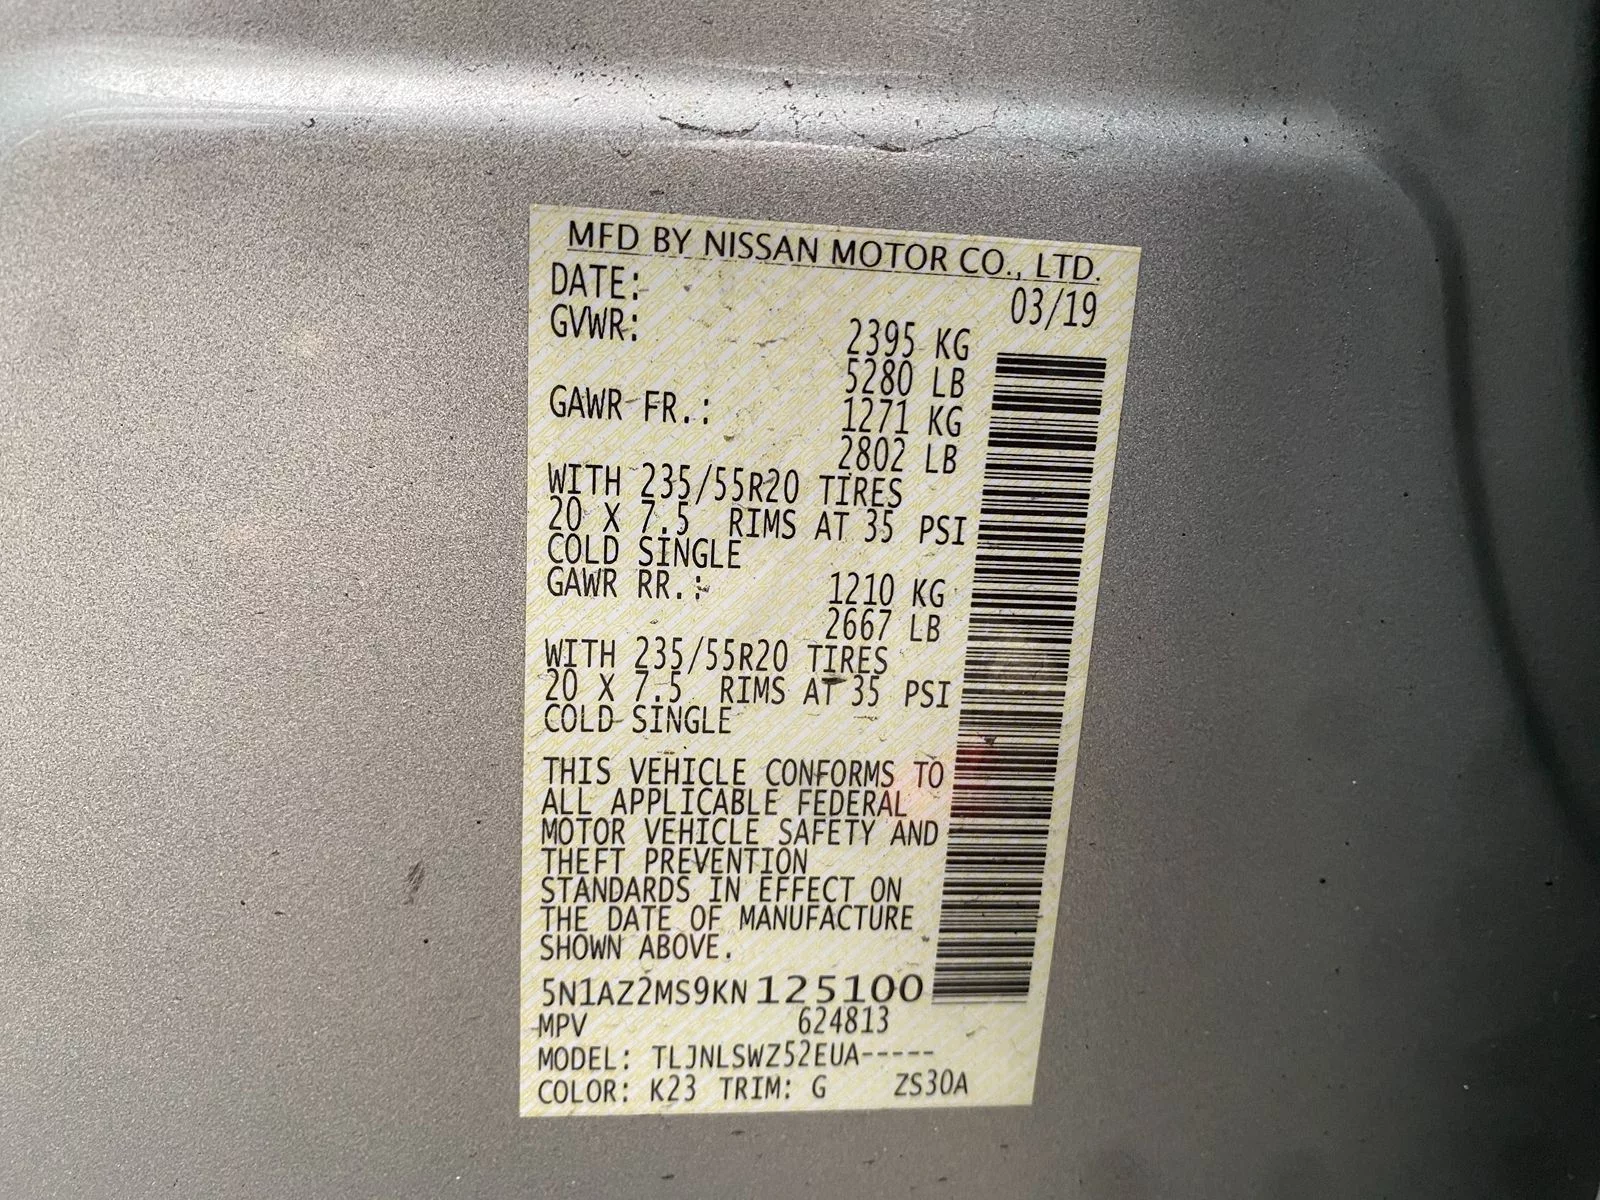 MFD BY NISSAN MOTOR CO., LTD.
DATE: 03/19
GVWR: 2395 KG
5280 LB
GAWR FR.: 1271 KG
2802 LB
WITH 235/55R20 TIRES
20 X 7.5 RIMS AT 35 PSI
COLD SINGLE
GAWR RR.: 1210 KG
2667 LB
WITH 235/55R20 TIRES
20 X 7.5 RIMS AT 35 PSI
COLD SINGLE
THIS VEHICLE CONFORMS TO
ALL APPLICABLE FEDERAL
MOTOR VEHICLE SAFETY AND
THEFT PREVENTION
STANDARDS IN EFFECT ON
THE DATE OF MANUFACTURE
SHOWN ABOVE.
5N1AZ2MS9KN125100
MPV 624813
MODEL: TLJNLSWZ52EUA-----
COLOR: K23 TRIM: G ZS30A